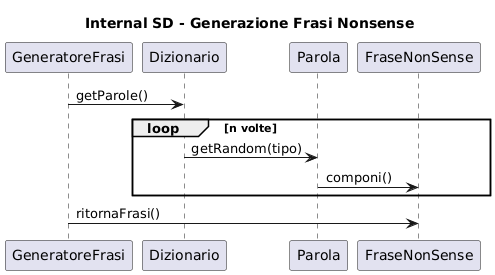 Internal SD - Generazione Frasi Nonsense
GeneratoreFrasi Dizionario Parola FraseNonSense
getParole()
loop [n volte]
getRandom(tipo)
componi()
ritornaFrasi()
GeneratoreFrasi Dizionario Parola FraseNonSense